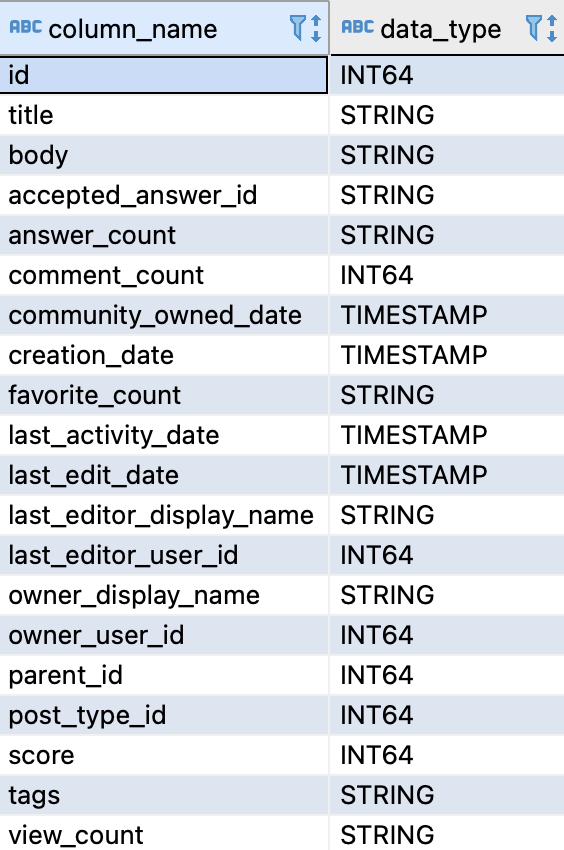 ABC column_name ABC data_type
id INT64
title STRING
body STRING
accepted_answer_id STRING
answer_count STRING
comment_count INT64
community_owned_date TIMESTAMP
creation_date TIMESTAMP
favorite_count STRING
last_activity_date TIMESTAMP
last_edit_date TIMESTAMP
last_editor_display_name STRING
last_editor_user_id INT64
owner_display_name STRING
owner_user_id INT64
parent_id INT64
post_type_id INT64
score INT64
tags STRING
view_count STRING